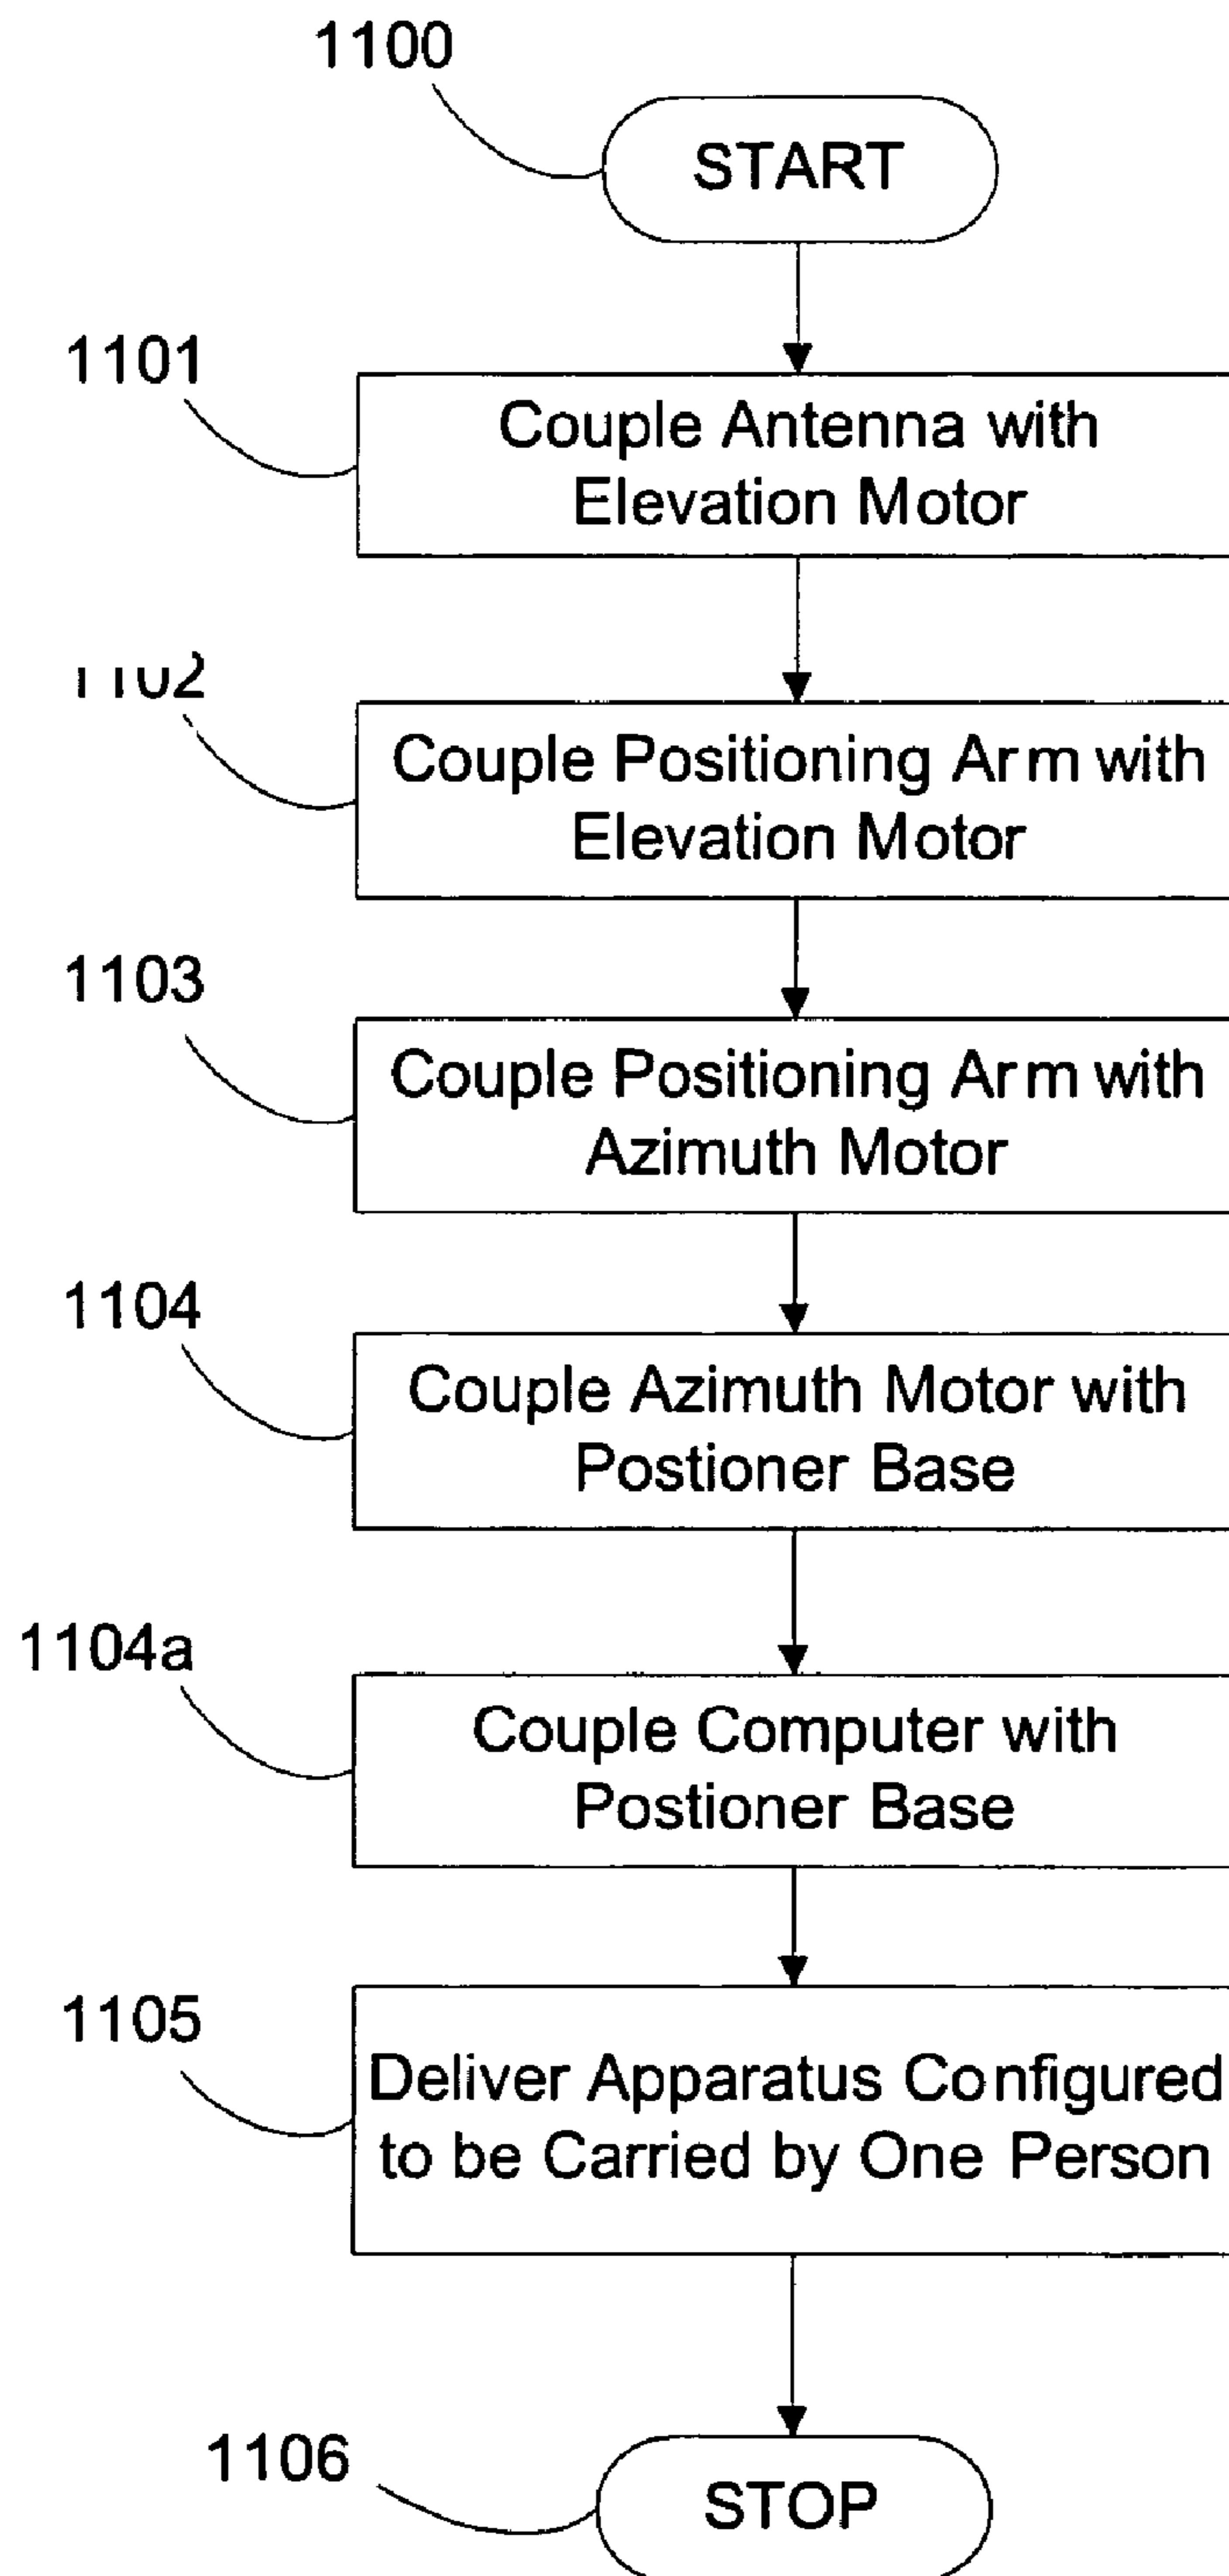 1100
START
1101
Couple Antenna with
Elevation Motor
1102
Couple Positioning Arm with
Elevation Motor
1103
Couple Positioning Arm with
Azimuth Motor
1104
Couple Azimuth Motor with
Postioner Base
1104a
Couple Computer with
Postioner Base
1105
Deliver Apparatus Configured
to be Carried by One Person
1106
STOP